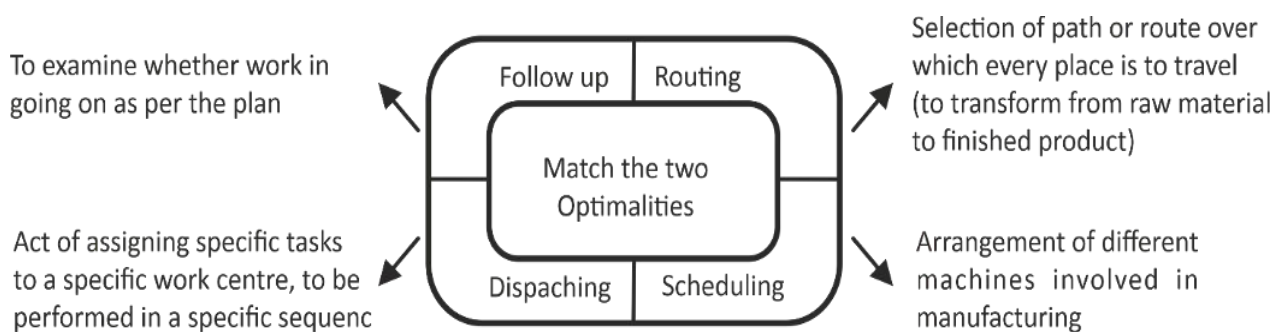 To examine whether work in
going on as per the plan
Follow up
Routing
Selection of path or route over
which every place is to travel
(to transform from raw material
to finished product)
Match the two
Optimalities
Act of assigning specific tasks
to a specific work centre, to be
performed in a specific sequenc
Dispaching
Scheduling
Arrangement of different
machines involved in
manufacturing